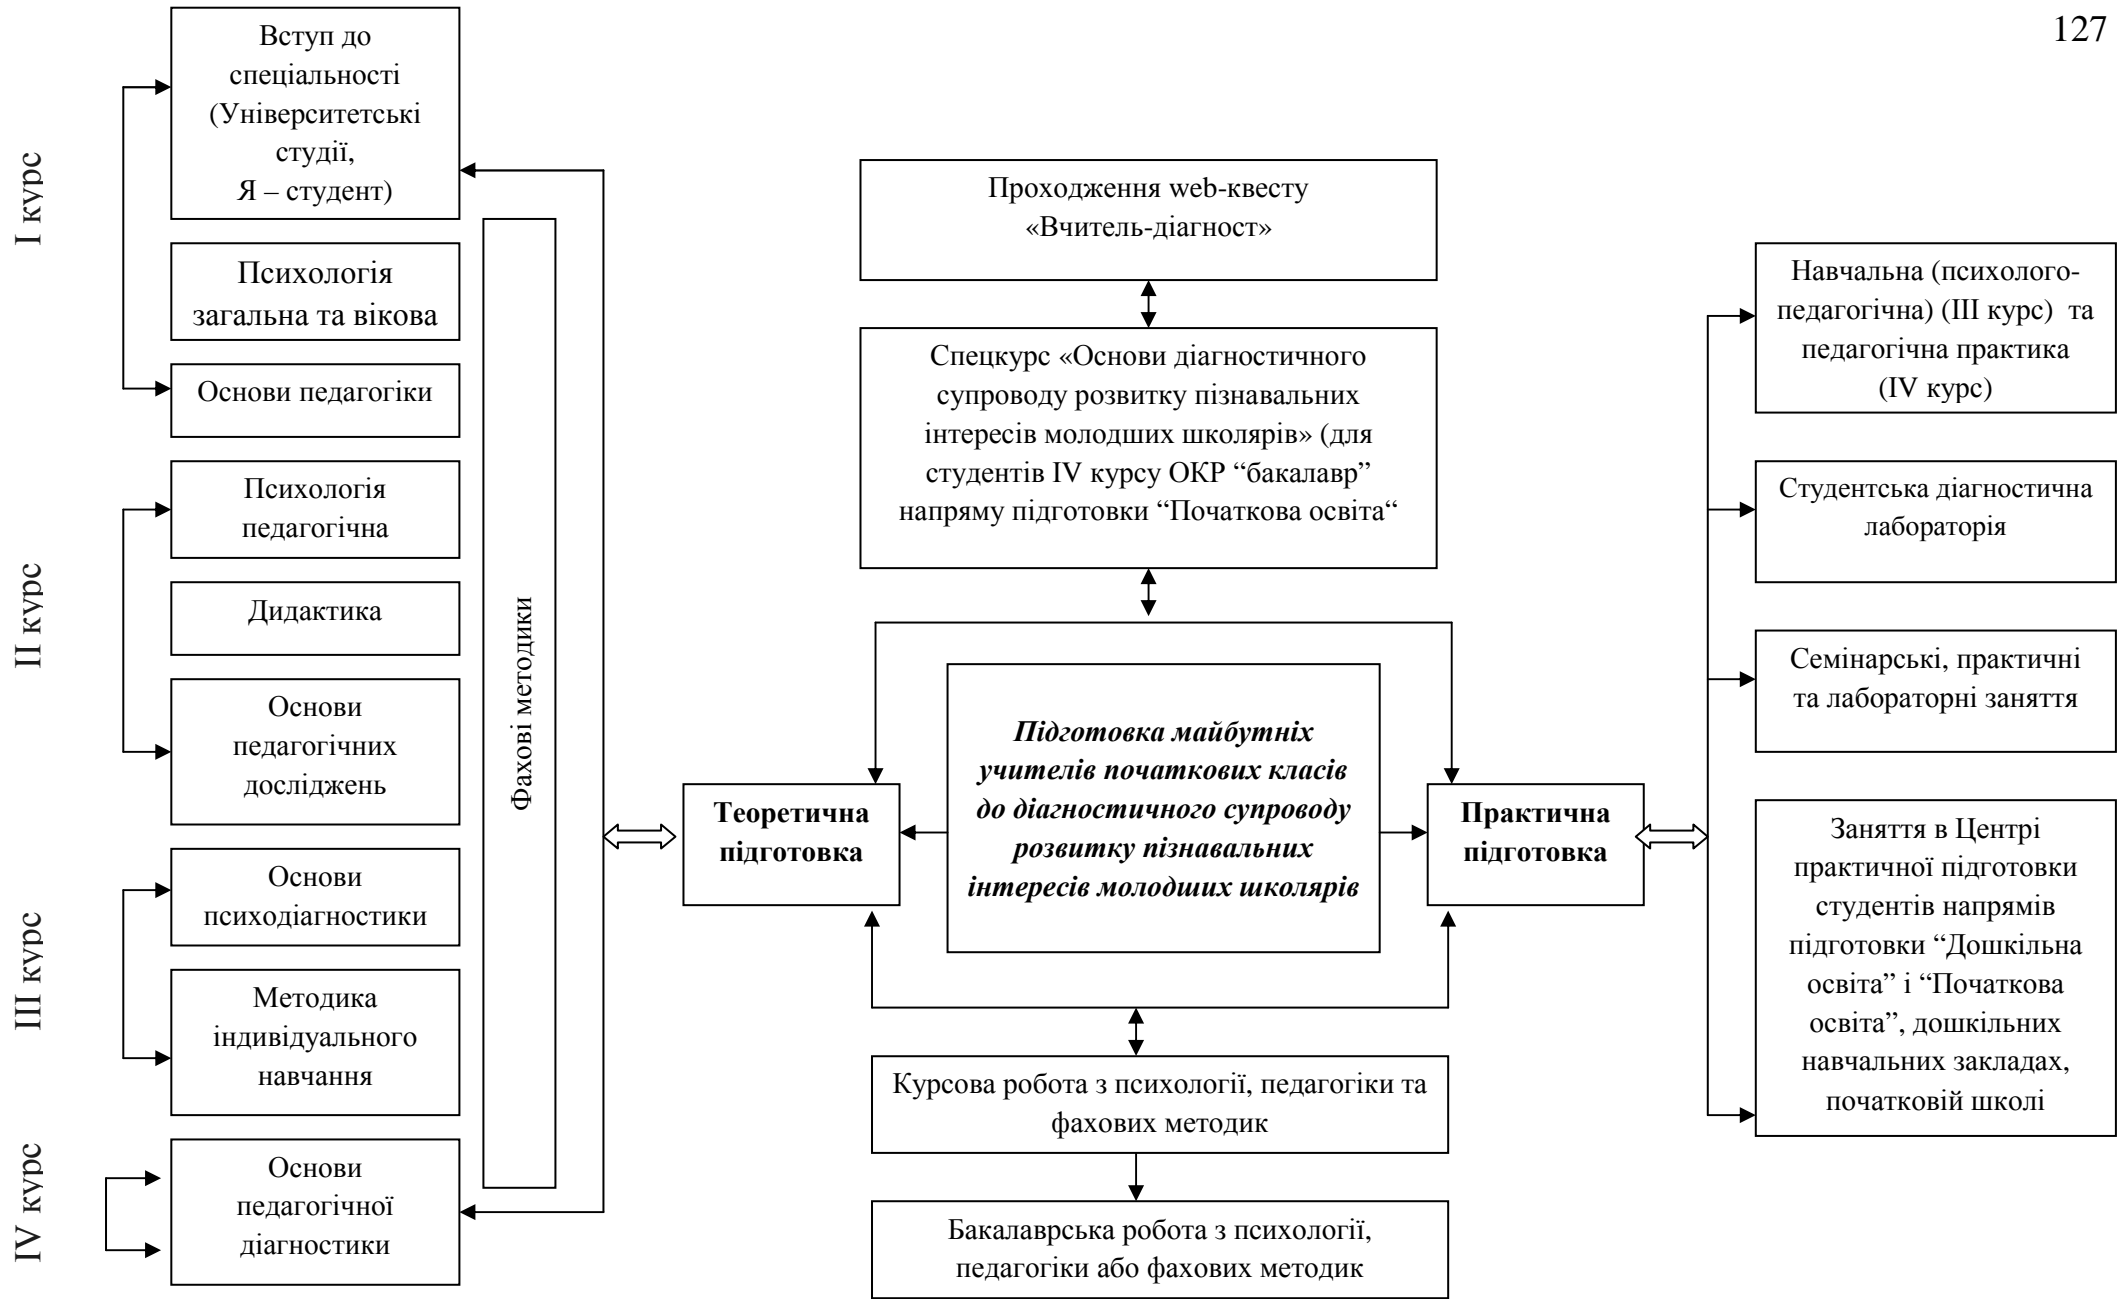 127
I курс
Вступ до
спеціальності
(Університетські
студії,
Я – студент)
Психологія
загальна та вікова
Основи педагогіки
II курс
Психологія
педагогічна
Дидактика
Основи
педагогічних
досліджень
III курс
Основи
психодіагностики
Методика
індивідуального
навчання
IV курс
Основи
педагогічної
діагностики
Фахові методики
Теоретична
підготовка
Проходження web-квесту
«Вчитель-діагност»
Спецкурс «Основи діагностичного
супроводу розвитку пізнавальних
інтересів молодших школярів» (для
студентів IV курсу ОКР “бакалавр”
напряму підготовки “Початкова освіта“
Підготовка майбутніх
учителів початкових класів
до діагностичного супроводу
розвитку пізнавальних
інтересів молодших школярів
Курсова робота з психології, педагогіки та
фахових методик
Бакалаврська робота з психології,
педагогіки або фахових методик
Практична
підготовка
Навчальна (психолого-
педагогічна) (III курс) та
педагогічна практика
(IV курс)
Студентська діагностична
лабораторія
Семінарські, практичні
та лабораторні заняття
Заняття в Центрі
практичної підготовки
студентів напрямів
підготовки “Дошкільна
освіта” і “Початкова
освіта”, дошкільних
навчальних закладах,
початковій школі